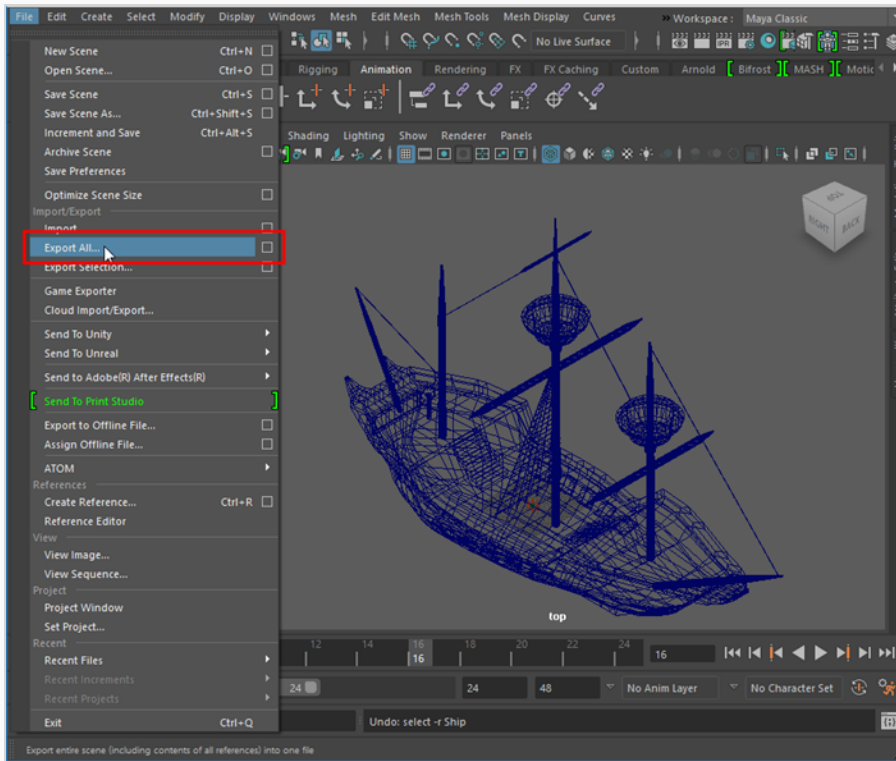 File Edit Create Select Modify Display Windows Mesh Edit Mesh Mesh Tools Mesh Display Curves
Workspace : Maya Classic
No Live Surface
IPR
Rigging Animation Rendering FX FX Caching Custom Arnold Bifrost MASH Motic
Shading Lighting Show Renderer Panels
New Scene Ctrl+N
Open Scene... Ctrl+O
Save Scene Ctrl+S
Save Scene As... Ctrl+Shift+S
Increment and Save Ctrl+Alt+S
Archive Scene
Save Preferences
Optimize Scene Size
Import/Export
Import...
Export All...
Export Selection...
Game Exporter
Cloud Import/Export...
Send To Unity
Send To Unreal
Send to Adobe(R) After Effects(R)
Send To Print Studio
Export to Offline File...
Assign Offline File...
ATOM
References
Create Reference... Ctrl+R
Reference Editor
View
View Image...
View Sequence...
Project
Project Window
Set Project...
Recent
Recent Files
Recent Increments
Recent Projects
Exit Ctrl+Q
TOP
RIGHT BACK
top
12 14 16 18 20 22 24
16
16
24 24 48 No Anim Layer No Character Set
Undo: select -r Ship
Export entire scene (including contents of all references) into one file